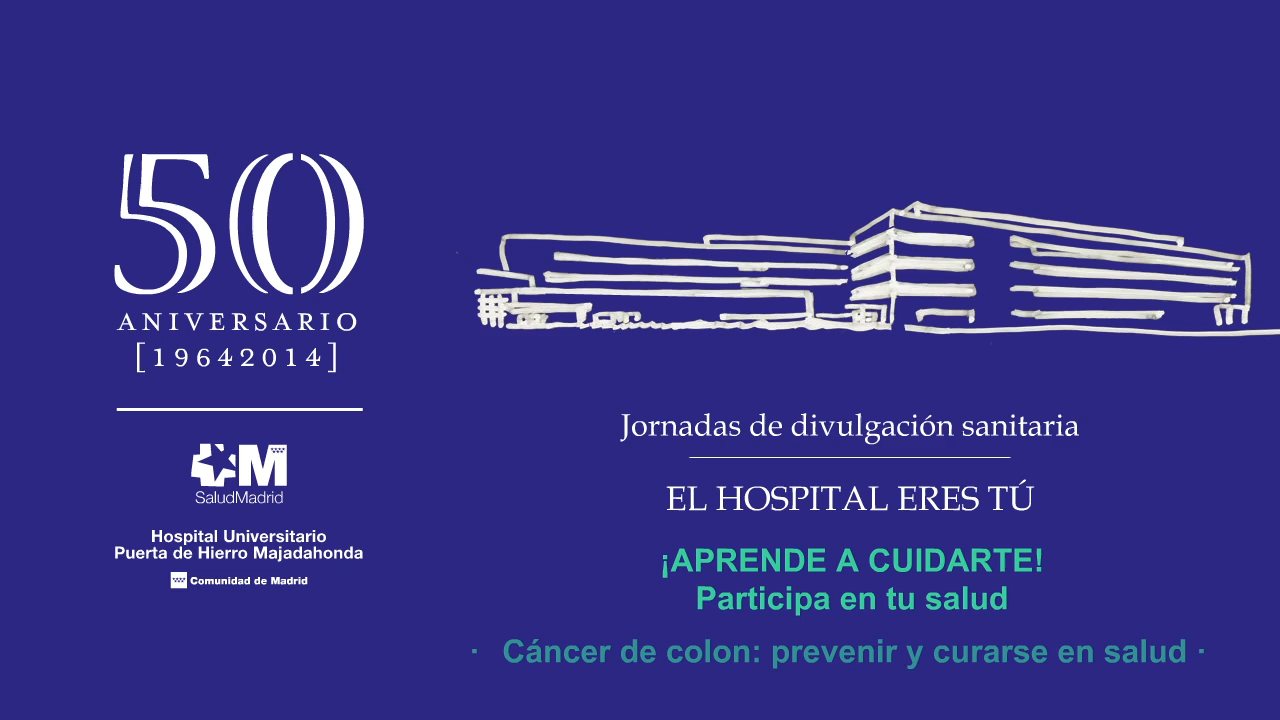 50
ANIVERSARIO
[19642014]
M
SaludMadrid
Hospital Universitario
Puerta de Hierro Majadahonda
Comunidad de Madrid
Jornadas de divulgación sanitaria
EL HOSPITAL ERES TÚ
¡APRENDE A CUIDARTE!
Participa en tu salud
· Cáncer de colon: prevenir y curarse en salud ·